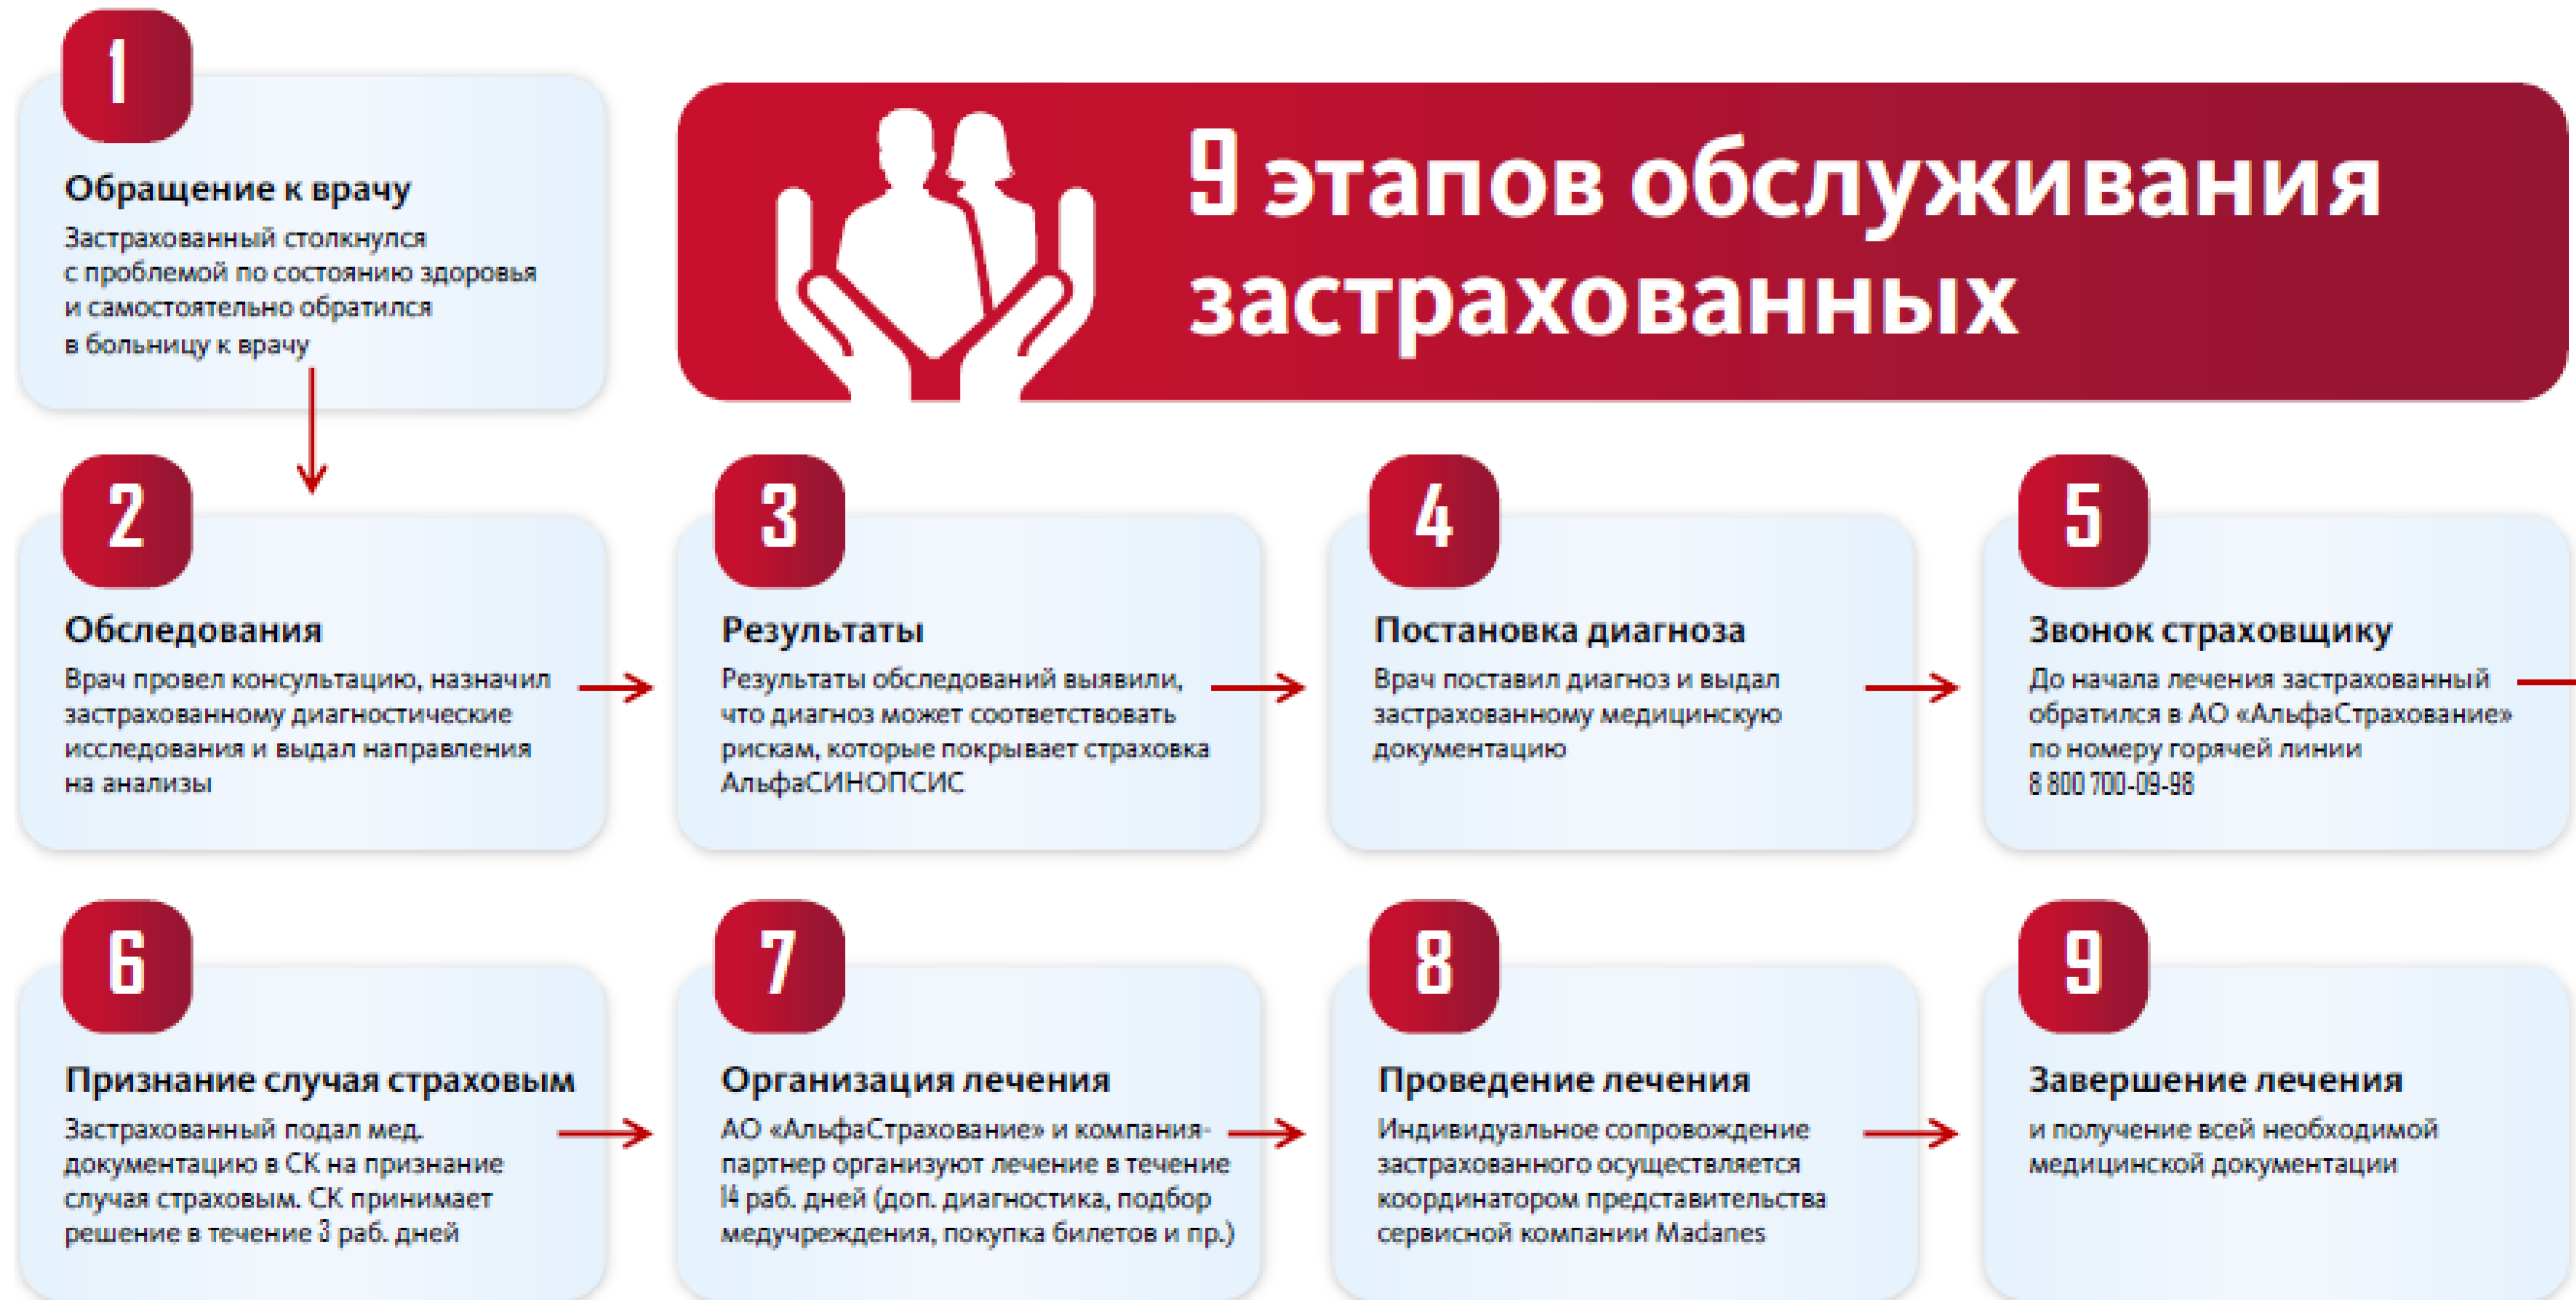 1
Обращение к врачу
Застрахованный столкнулся
с проблемой по состоянию здоровья
и самостоятельно обратился
в больницу к врачу
9 этапов обслуживания
застрахованных
2
Обследования
Врач провел консультацию, назначил
застрахованному диагностические
исследования и выдал направления
на анализы
3
Результаты
Результаты обследований выявили,
что диагноз может соответствовать
рискам, которые покрывает страховка
АльфаСИНОПСИС
4
Постановка диагноза
Врач поставил диагноз и выдал
застрахованному медицинскую
документацию
5
Звонок страховщику
До начала лечения застрахованный
обратился в АО «АльфаСтрахование»
по номеру горячей линии
8 800 700-09-98
6
Признание случая страховым
Застрахованный подал мед.
документацию в СК на признание
случая страховым. СК принимает
решение в течение 3 раб. дней
7
Организация лечения
АО «АльфаСтрахование» и компания-
партнер организуют лечение в течение
14 раб. дней (доп. диагностика, подбор
медучреждения, покупка билетов и пр.)
8
Проведение лечения
Индивидуальное сопровождение
застрахованного осуществляется
координатором представительства
сервисной компании Madanes
9
Завершение лечения
и получение всей необходимой
медицинской документации